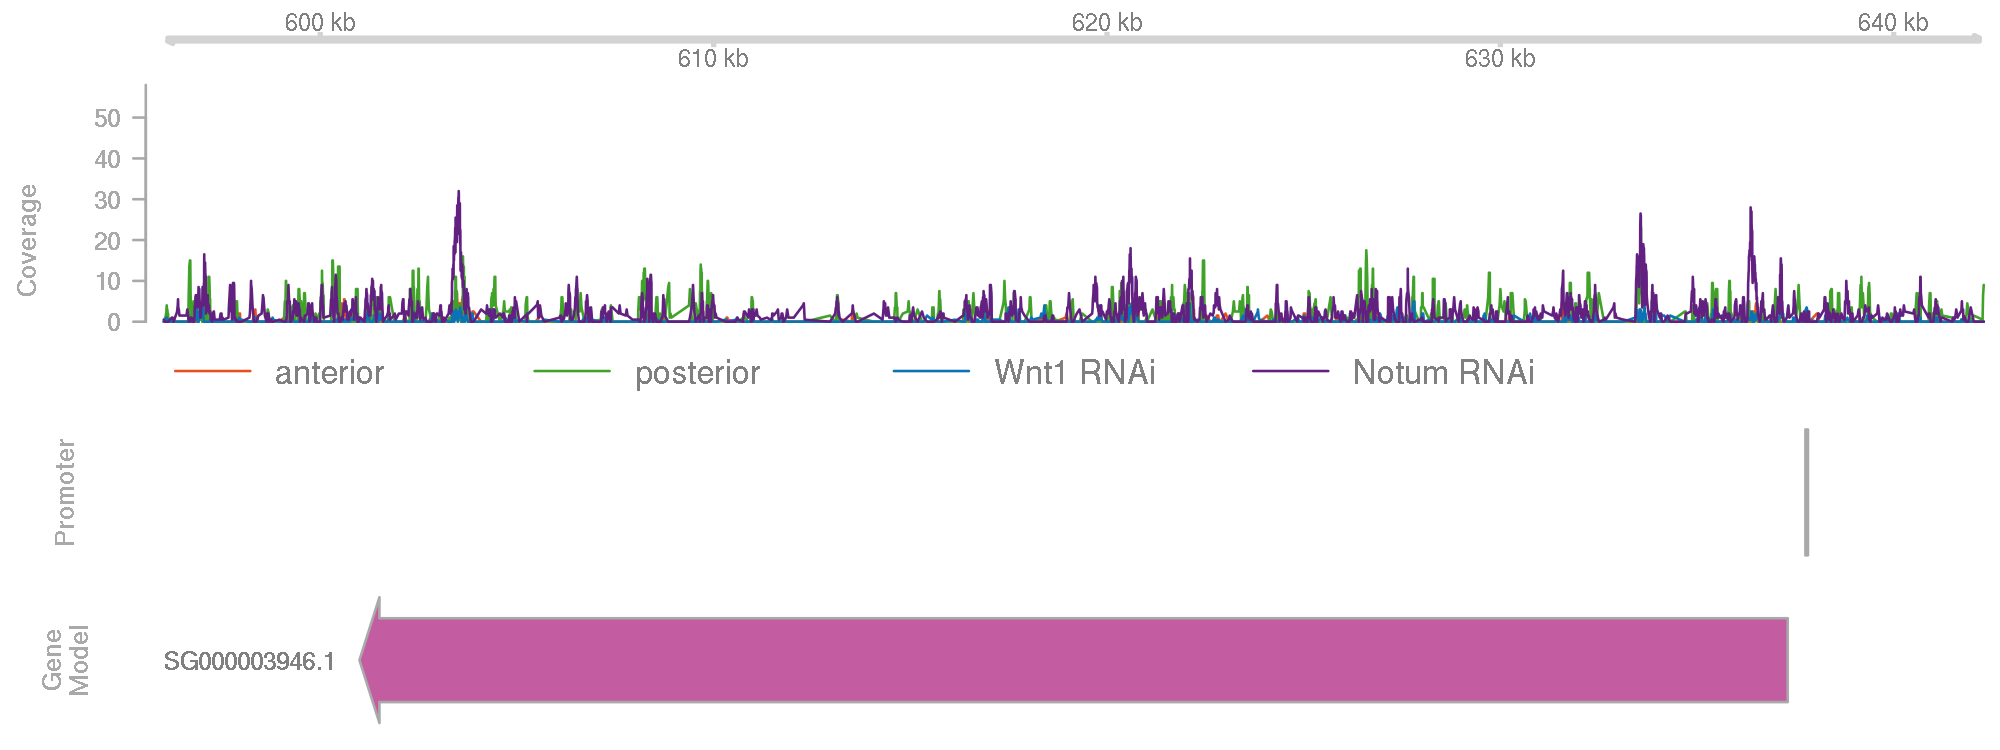 600 kb
620 kb
640 kb
610 kb
630 kb
Coverage
50
40
30
20
10
0
anterior
posterior
Wnt1 RNAi
Notum RNAi
Promoter
Gene
Model
SG000003946.1